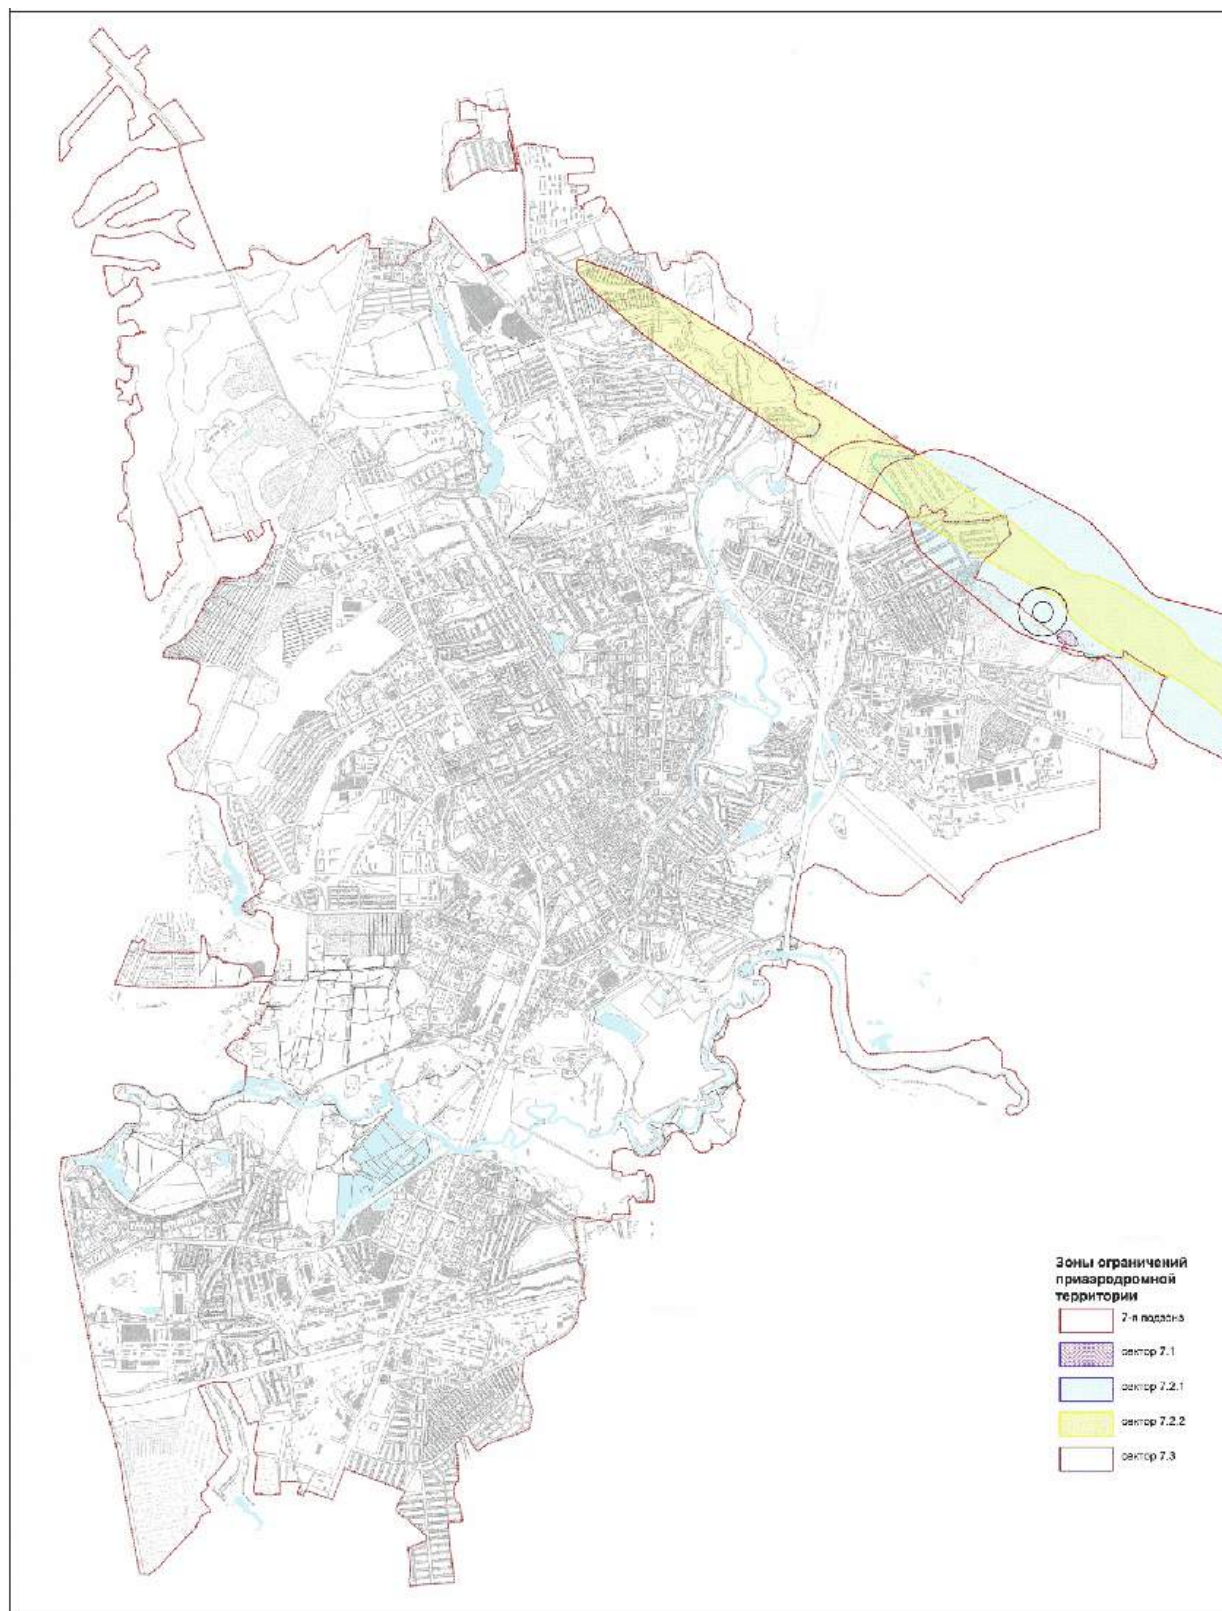 Зоны ограничений
приаэродромной
территории
7-я подзона
сектор 7.1
сектор 7.2.1
сектор 7.2.2
сектор 7.3